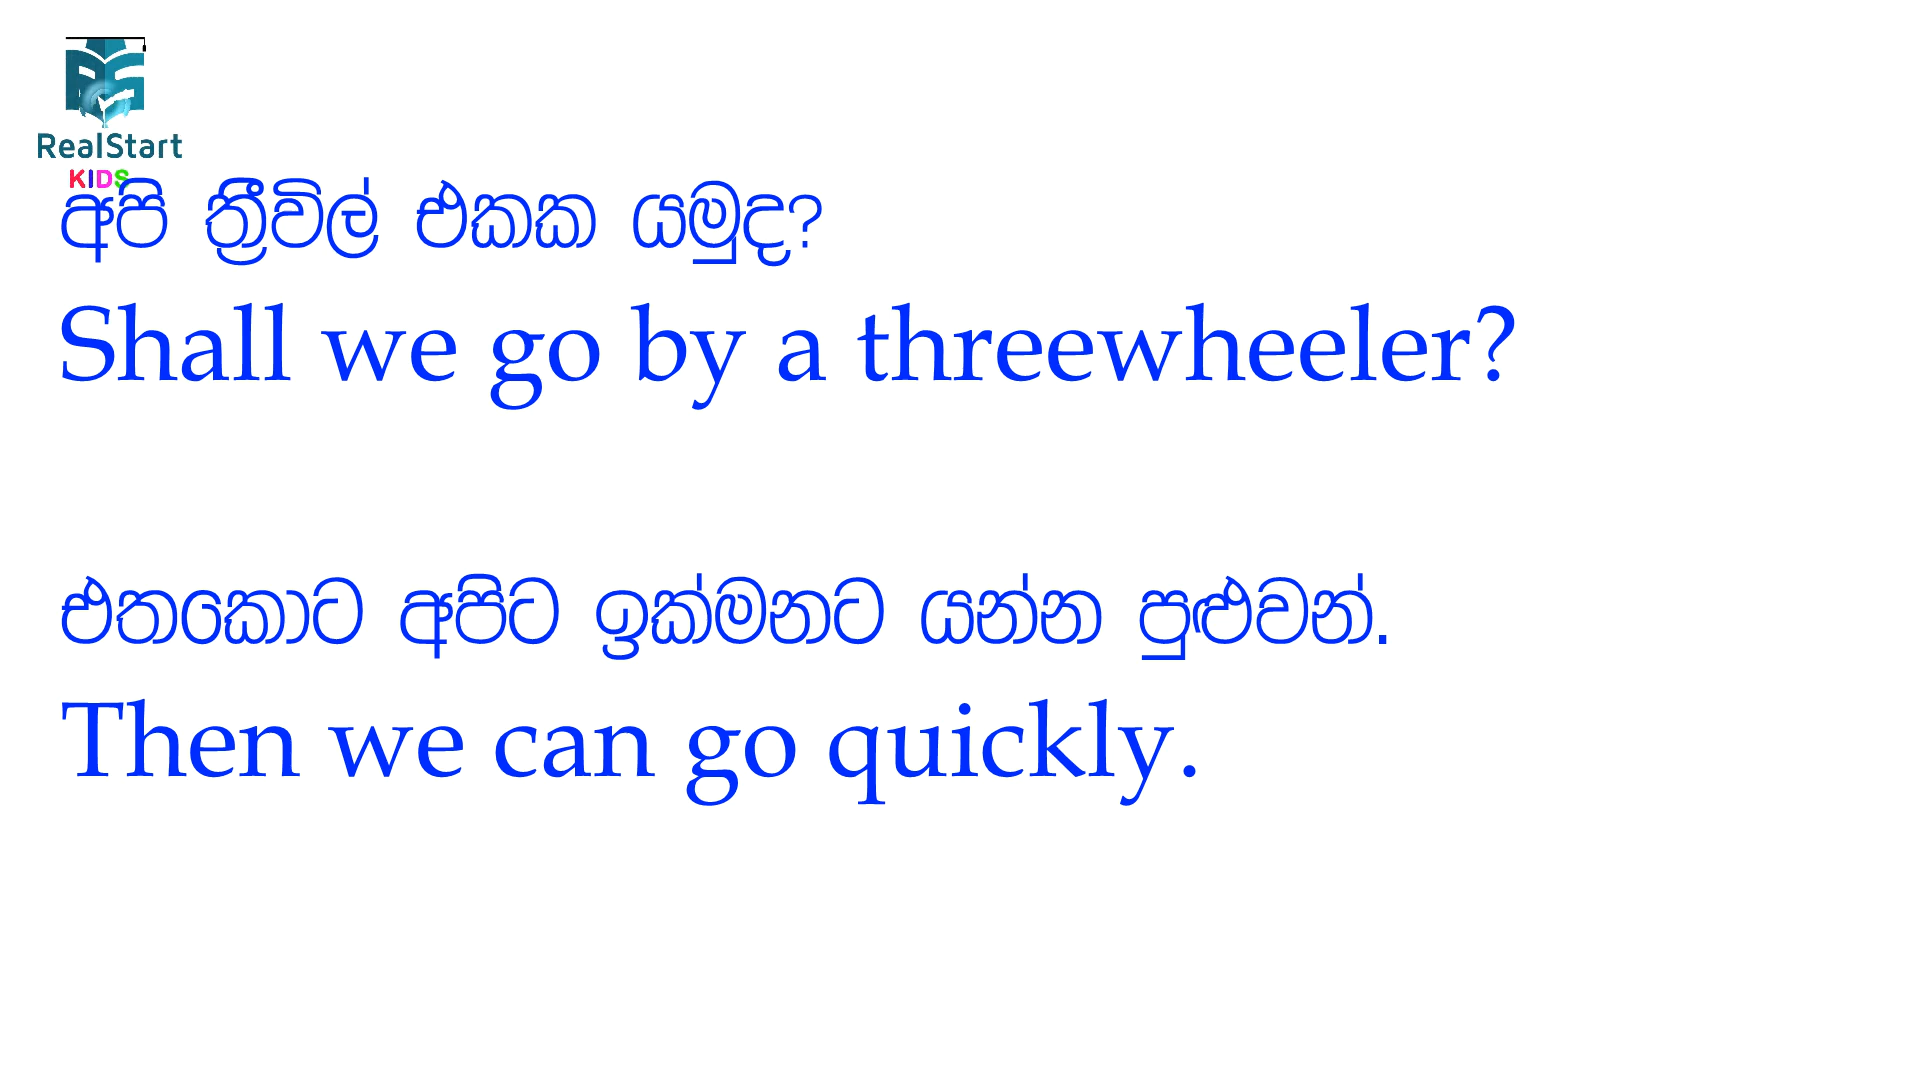 RealStart
KIDS
අපි ත්‍රීවිල් එකක යමුද?
Shall we go by a threewheeler?
එතකොට අපිට ඉක්මනට යන්න පුළුවන්.
Then we can go quickly.